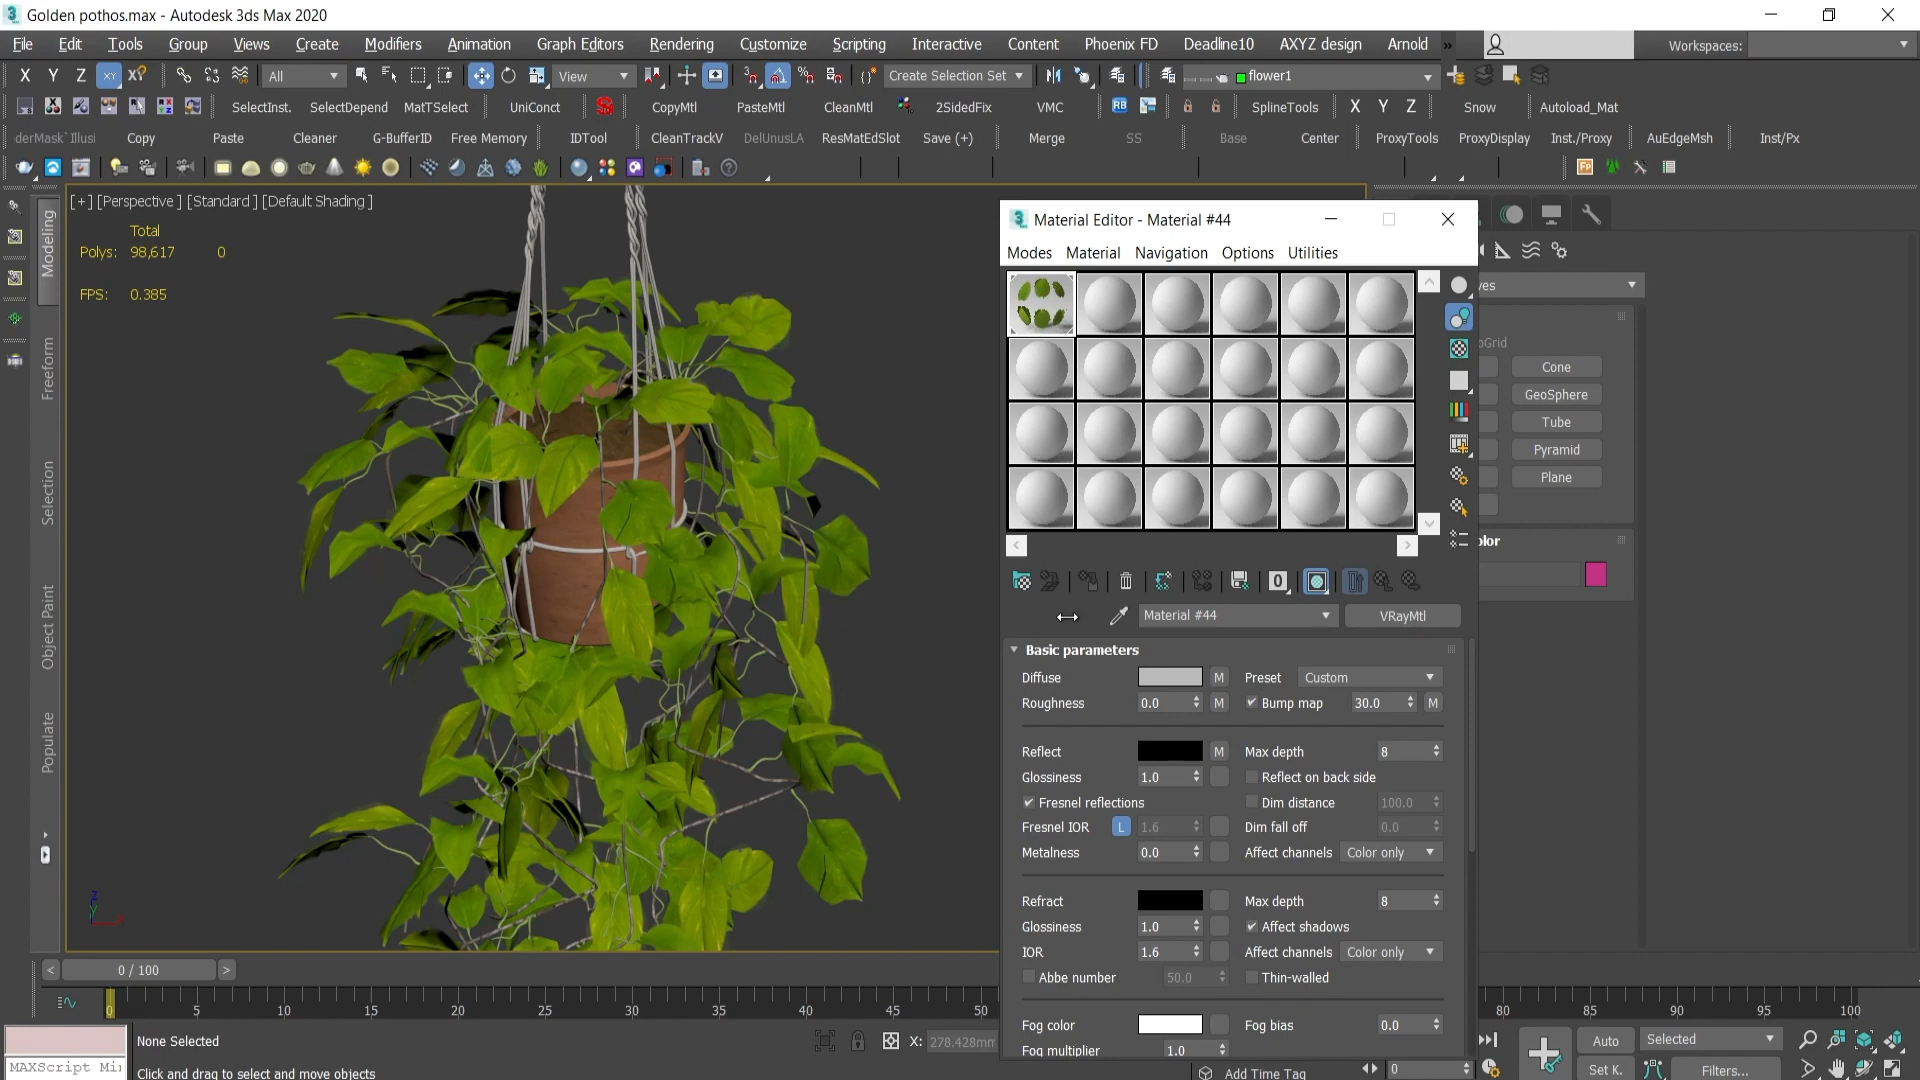 Golden pothos.max - Autodesk 3ds Max 2020
File Edit Tools Group Views Create Modifiers Animation Graph Editors Rendering Customize Scripting Interactive Content Phoenix FD Deadline10 AXYZ design Arnold » Workspaces:
X Y Z XY All View Create Selection Set flower1
SelectInst. SelectDepend MatTSelect UniConct CopyMtl PasteMtl CleanMtl 2SidedFix VMC RB SplineTools X Y Z Snow Autoload_Mat
derMask`Illusi Copy Paste Cleaner G-BufferID Free Memory IDTool CleanTrackV DelUnusLA ResMatEdSlot Save (+) Merge SS Base Center ProxyTools ProxyDisplay Inst./Proxy AuEdgeMsh Inst/Px
[+] [Perspective ] [Standard ] [Default Shading ]
Total
Polys: 98,617 0
FPS: 0.385
Modeling
Freeform
Selection
Object Paint
Populate
Material Editor - Material #44
Modes Material Navigation Options Utilities
Material #44 VRayMtl
Basic parameters
Diffuse M Preset Custom
Roughness 0.0 M Bump map 30.0 M
Reflect M Max depth 8
Glossiness 1.0 Reflect on back side
Fresnel reflections Dim distance 100.0
Fresnel IOR L 1.6 Dim fall off 0.0
Metalness 0.0 Affect channels Color only
Refract Max depth 8
Glossiness 1.0 Affect shadows
IOR 1.6 Affect channels Color only
Abbe number 50.0 Thin-walled
Fog color Fog bias 0.0
Fog multiplier 1.0
ves
oGrid
Cone
GeoSphere
Tube
Pyramid
Plane
olor
< 0 / 100 >
0 5 10 15 20 25 30 35 40 45 50 80 85 90 95 100
None Selected X: 278.428mm Auto Selected
MAXScript Mi: Click and drag to select and move objects Add Time Tag 0 Set K. Filters...